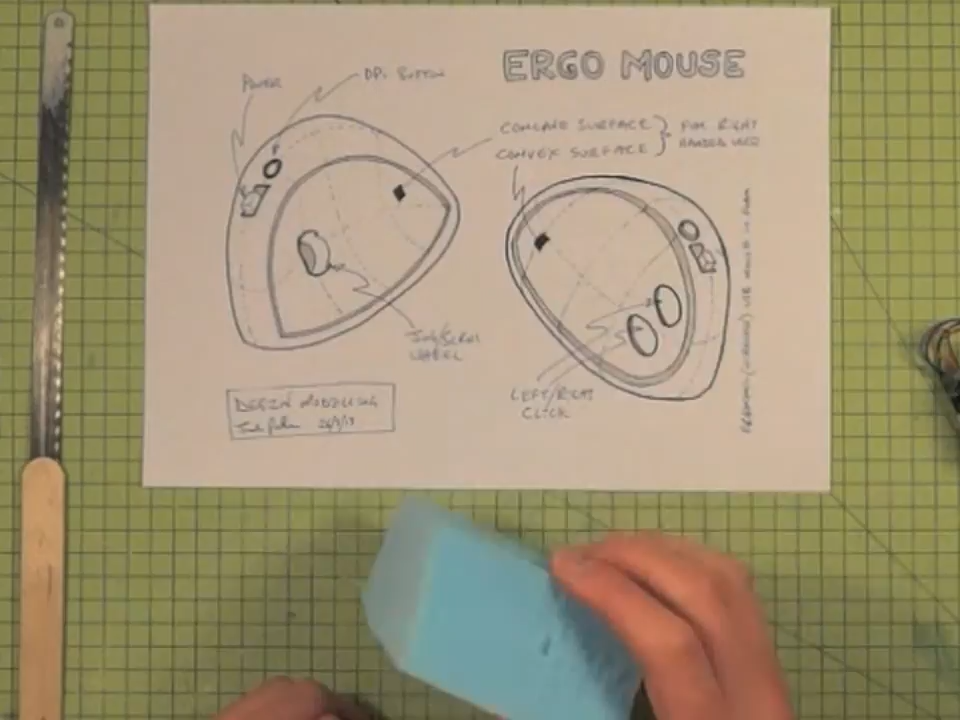 ERGO MOUSE
POWER
DPI BUTTON
CONCAVE SURFACE
CONVEX SURFACE
FOR RIGHT
HANDED USER
JOG/SCROLL
WHEEL
LEFT/RIGHT
CLICK
DESIGN MODELLING